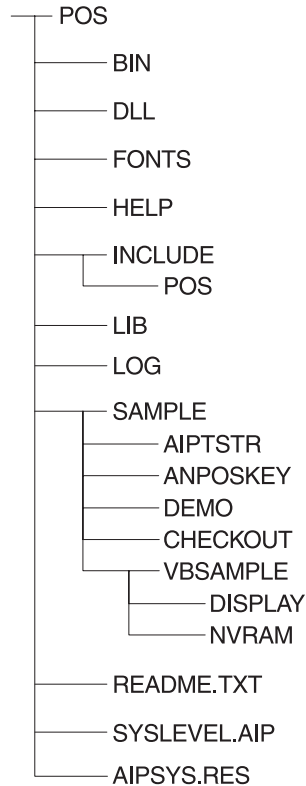 POS
BIN
DLL
FONTS
HELP
INCLUDE
POS
LIB
LOG
SAMPLE
AIPTSTR
ANPOSKEY
DEMO
CHECKOUT
VBSAMPLE
DISPLAY
NVRAM
README.TXT
SYSLEVEL.AIP
AIPSYS.RES